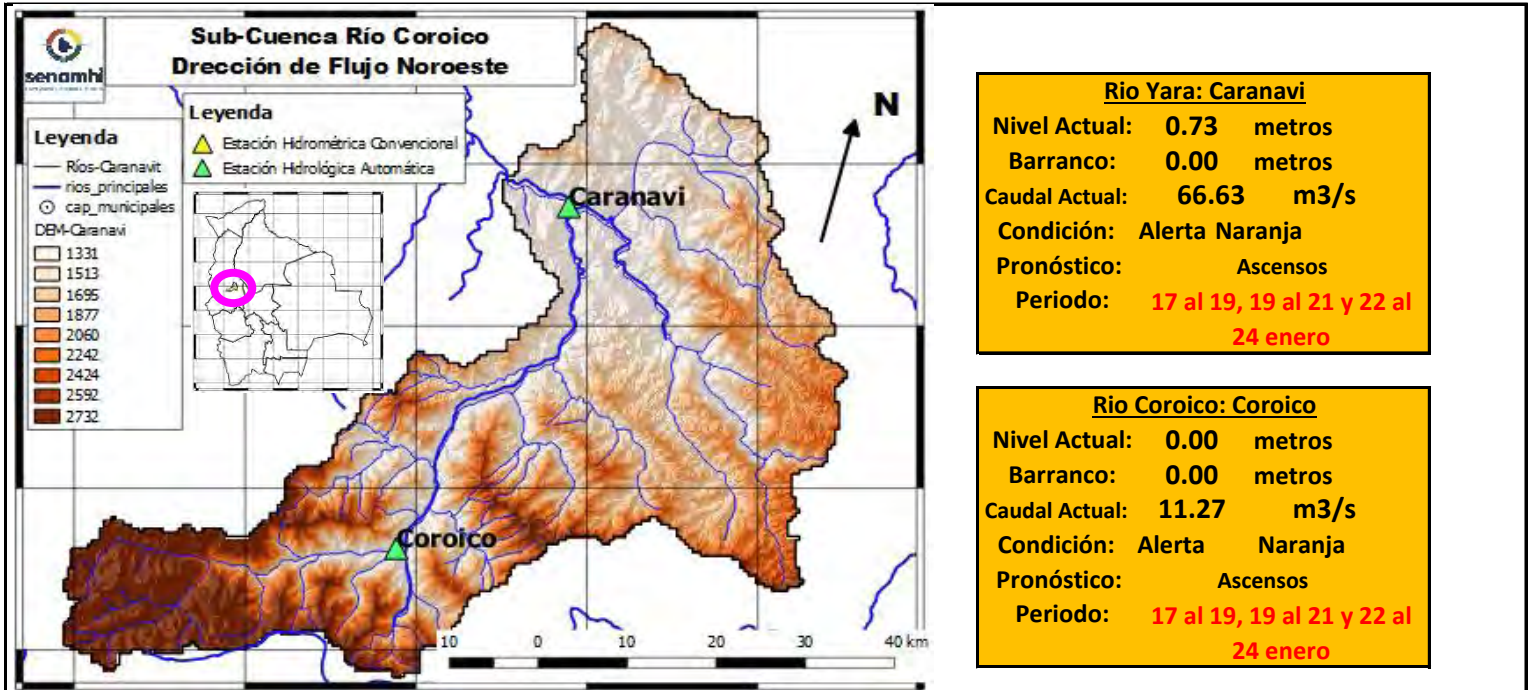 senamhi
Sub-Cuenca Río Coroico
Drección de Flujo Noroeste
Leyenda
Estación Hidrométrica Convencional
Estación Hidrológica Automática
Leyenda
Ríos-Caranavit
rios_principales
cap_municipales
DEM-Caranavi
1331
1513
1695
1877
2060
2242
2424
2592
2732
N
Caranavi
Coroico
10 0 10 20 30 40 km
Rio Yara: Caranavi
Nivel Actual: 0.73 metros
Barranco: 0.00 metros
Caudal Actual: 66.63 m3/s
Condición: Alerta Naranja
Pronóstico: Ascensos
Periodo: 17 al 19, 19 al 21 y 22 al
24 enero
Rio Coroico: Coroico
Nivel Actual: 0.00 metros
Barranco: 0.00 metros
Caudal Actual: 11.27 m3/s
Condición: Alerta Naranja
Pronóstico: Ascensos
Periodo: 17 al 19, 19 al 21 y 22 al
24 enero